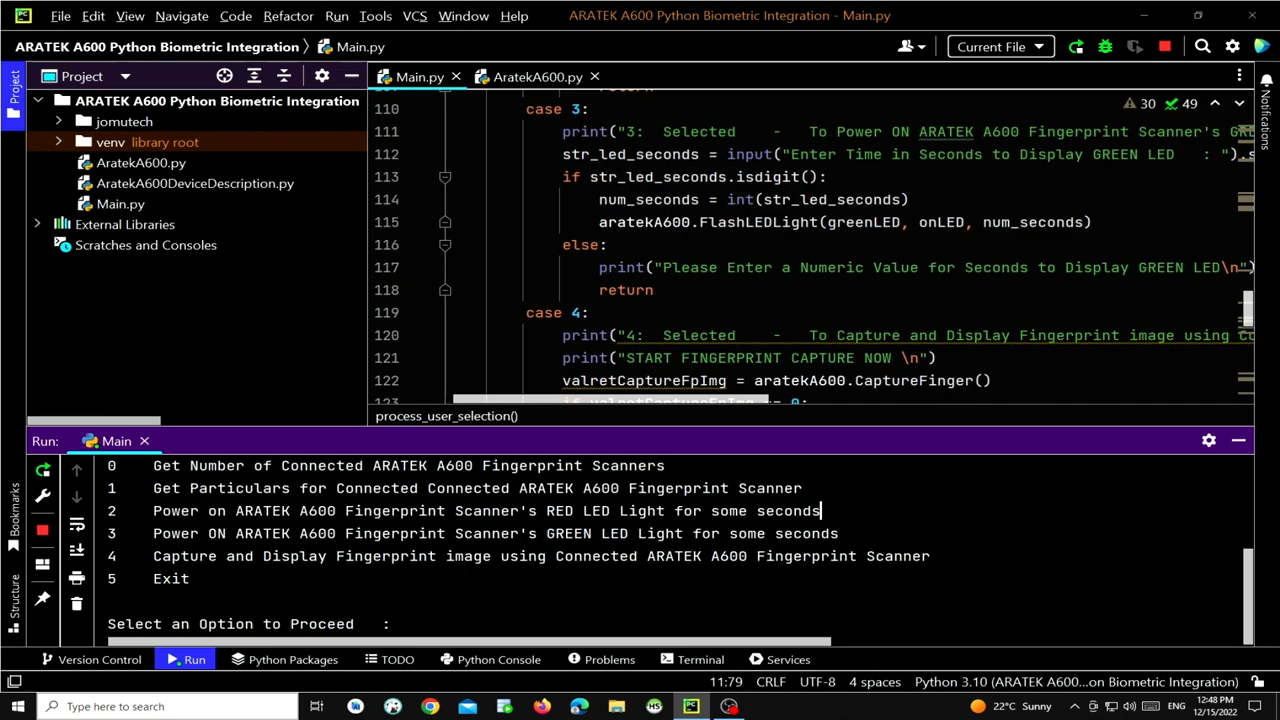 File Edit View Navigate Code Refactor Run Tools VCS Window Help ARATEK A600 Python Biometric Integration - Main.py
ARATEK A600 Python Biometric Integration Main.py Current File
Project
Main.py AratekA600.py
Project
ARATEK A600 Python Biometric Integration
jomutech
venv library root
AratekA600.py
AratekA600DeviceDescription.py
Main.py
External Libraries
Scratches and Consoles
30 49
110 case 3:
111 print("3: Selected - To Power ON ARATEK A600 Fingerprint Scanner's
112 str_led_seconds = input("Enter Time in Seconds to Display GREEN LED : ").s
113 if str_led_seconds.isdigit():
114 num_seconds = int(str_led_seconds)
115 aratekA600.FlashLEDLight(greenLED, onLED, num_seconds)
116 else:
117 print("Please Enter a Numeric Value for Seconds to Display GREEN LED\n")
118 return
119 case 4:
120 print("4: Selected - To Capture and Display Fingerprint image using
121 print("START FINGERPRINT CAPTURE NOW \n")
122 valretCaptureFpImg = aratekA600.CaptureFinger()
process_user_selection()
Notifications
Run: Main
0 Get Number of Connected ARATEK A600 Fingerprint Scanners
1 Get Particulars for Connected Connected ARATEK A600 Fingerprint Scanner
2 Power on ARATEK A600 Fingerprint Scanner's RED LED Light for some seconds
3 Power ON ARATEK A600 Fingerprint Scanner's GREEN LED Light for some seconds
4 Capture and Display Fingerprint image using Connected ARATEK A600 Fingerprint Scanner
5 Exit
Select an Option to Proceed :
Bookmarks
Structure
Version Control Run Python Packages TODO Python Console Problems Terminal Services
11:79 CRLF UTF-8 4 spaces Python 3.10 (ARATEK A600...on Biometric Integration)
Type here to search
22°C Sunny ENG 12:48 PM
12/15/2022